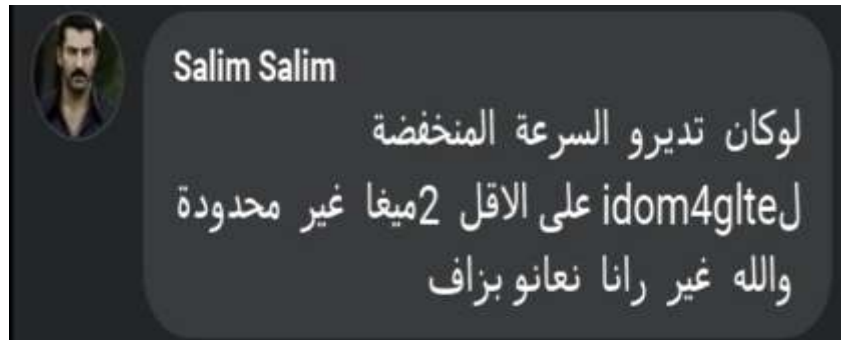 Salim Salim
لوكان تديرو السرعة المنخفضة
لidom4glte على الاقل 2ميغا غير محدودة
والله غير رانا نعانو بزاف